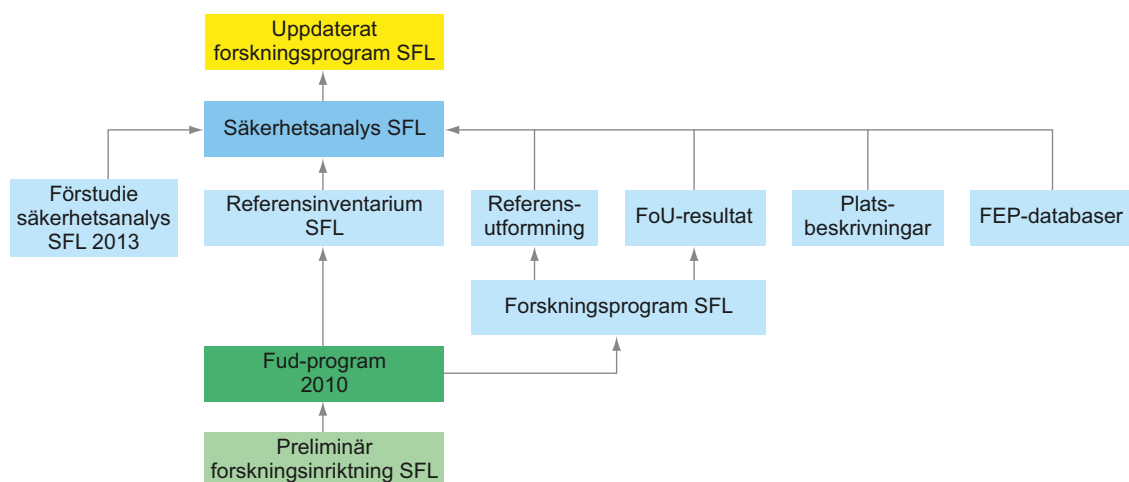 Uppdaterat
forskningsprogram SFL
Säkerhetsanalys SFL
Förstudie
säkerhetsanalys
SFL 2013
Referensinventarium
SFL
Referens-
utformning
FoU-resultat
Plats-
beskrivningar
FEP-databaser
Forskningsprogram SFL
Fud-program
2010
Preliminär
forskningsinriktning SFL